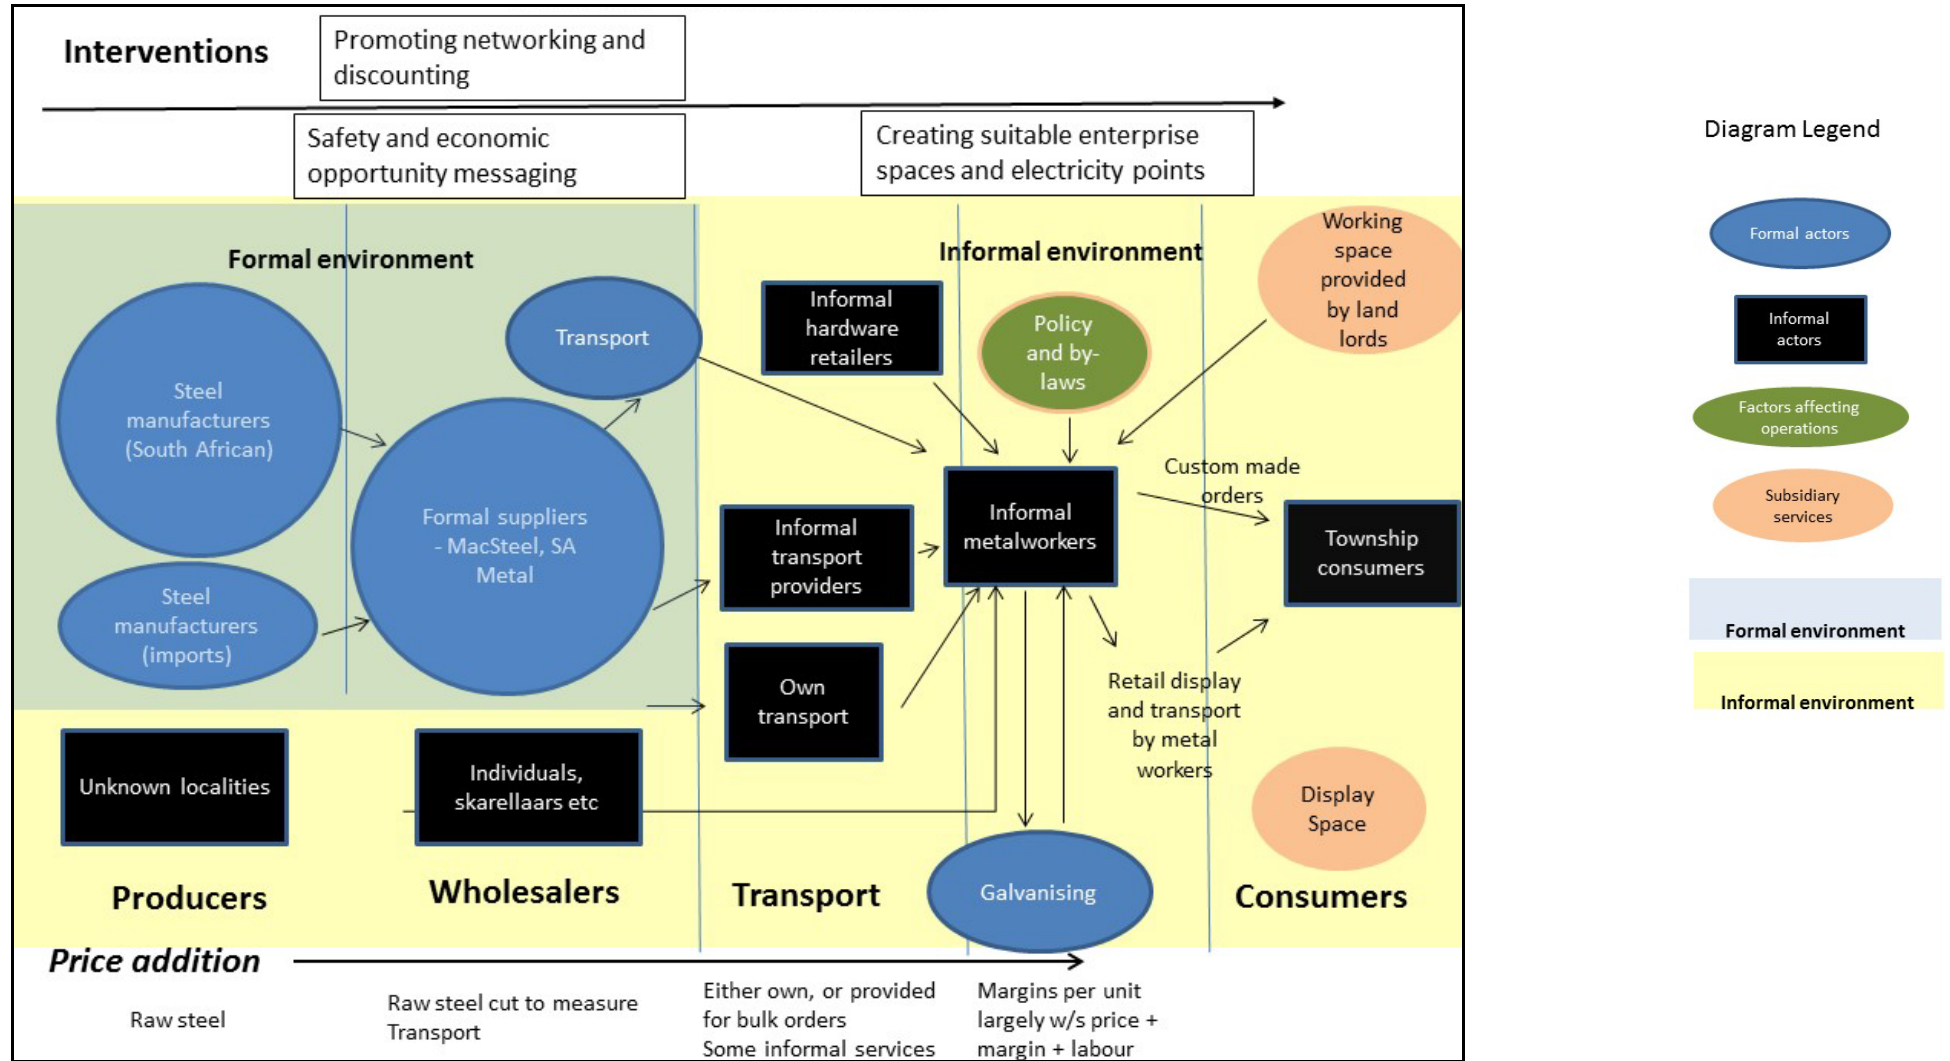 Interventions
Promoting networking and
discounting
Safety and economic
opportunity messaging
Creating suitable enterprise
spaces and electricity points
Formal environment
Informal environment
Steel
manufacturers
(South African)
Steel
manufacturers
(imports)
Transport
Formal suppliers
- MacSteel, SA
Metal
Informal
hardware
retailers
Policy
and by-
laws
Working
space
provided
by land
lords
Informal
transport
providers
Informal
metalworkers
Custom made
orders
Township
consumers
Own
transport
Retail display
and transport
by metal
workers
Unknown localities
Individuals,
skarellaars etc
Display
Space
Galvanising
Producers
Wholesalers
Transport
Consumers
Price addition
Raw steel
Raw steel cut to measure
Transport
Either own, or provided
for bulk orders
Some informal services
Margins per unit
largely w/s price +
margin + labour
Diagram Legend
Formal actors
Informal
actors
Factors affecting
operations
Subsidiary
services
Formal environment
Informal environment